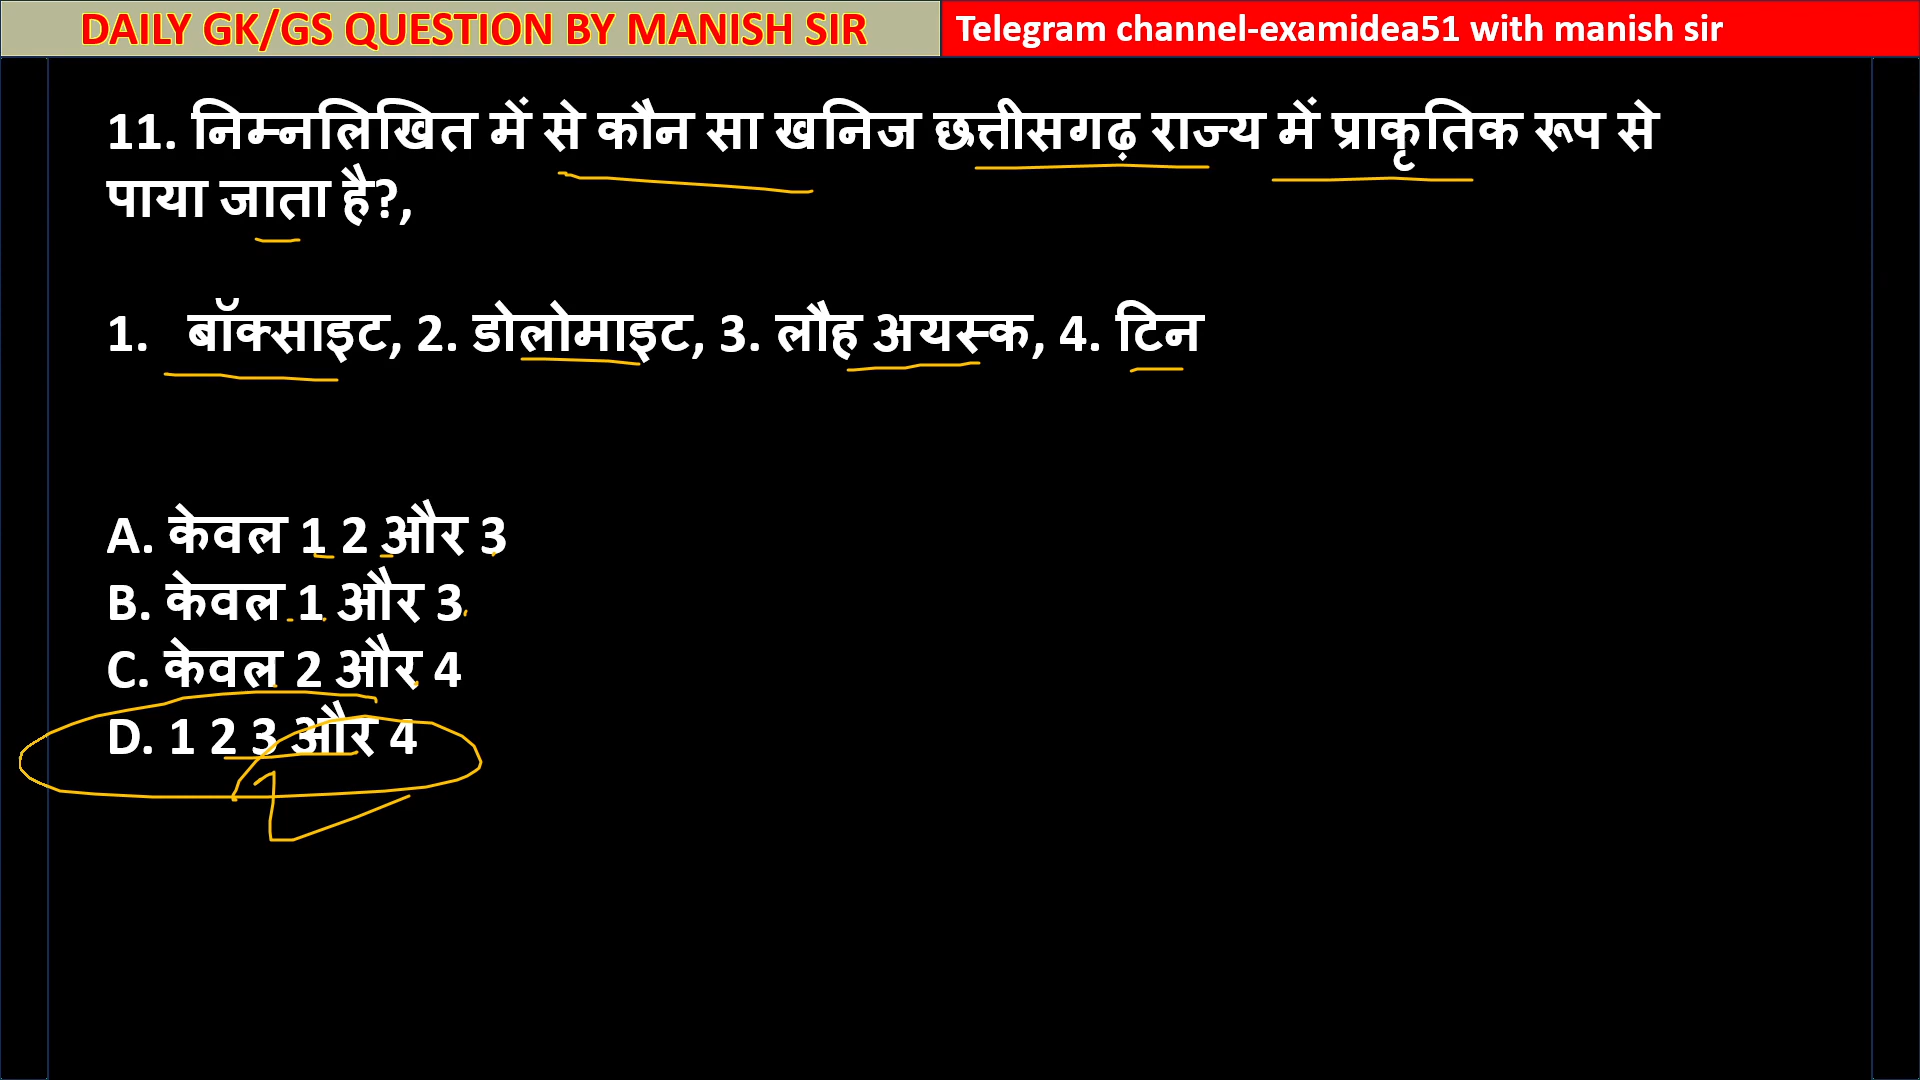 DAILY GK/GS QUESTION BY MANISH SIR
Telegram channel-examidea51 with manish sir
11. निम्नलिखित में से कौन सा खनिज छत्तीसगढ़ राज्य में प्राकृतिक रूप से
पाया जाता है?,
1. बॉक्साइट, 2. डोलोमाइट, 3. लौह अयस्क, 4. टिन
A. केवल 1 2 और 3
B. केवल 1 और 3
C. केवल 2 और 4
D. 1 2 3 और 4